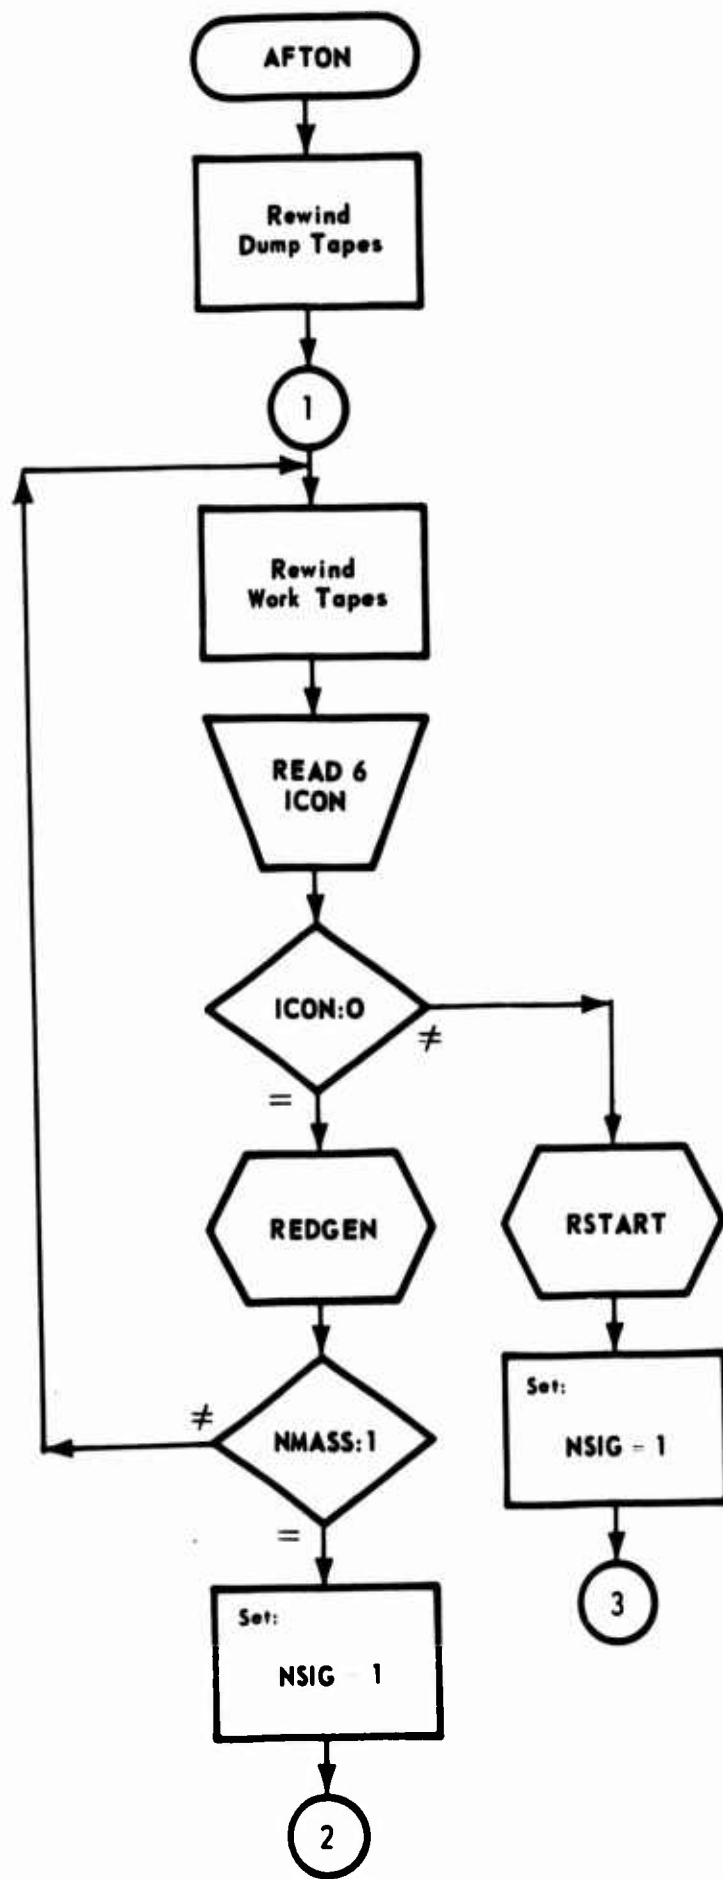 AFTON
Rewind
Dump Tapes
1
Rewind
Work Tapes
READ 6
ICON
ICON:0
≠
=
REDGEN
RSTART
≠
NMASS:1
=
Set:
NSIG = 1
3
Set:
NSIG = 1
2